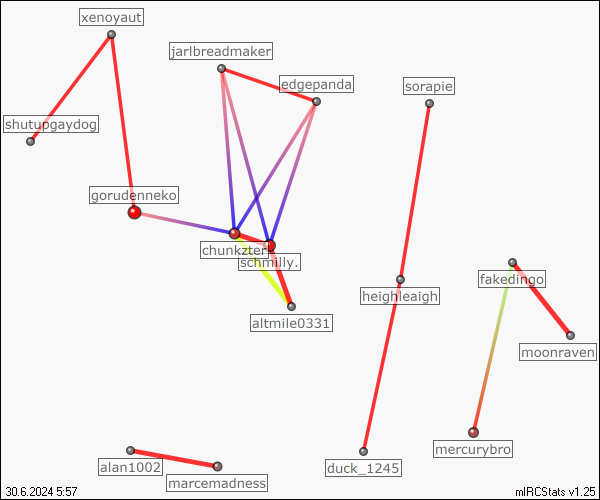 xenoyaut
jarlbreadmaker
edgepanda
sorapie
shutupgaydog
gorudenneko
chunkzter
schmilly.
fakedingo
heighleaigh
altmile0331
moonraven
mercurybro
alan1002
duck_1245
marcemadness
30.6.2024 5:57
mIRCStats v1.25